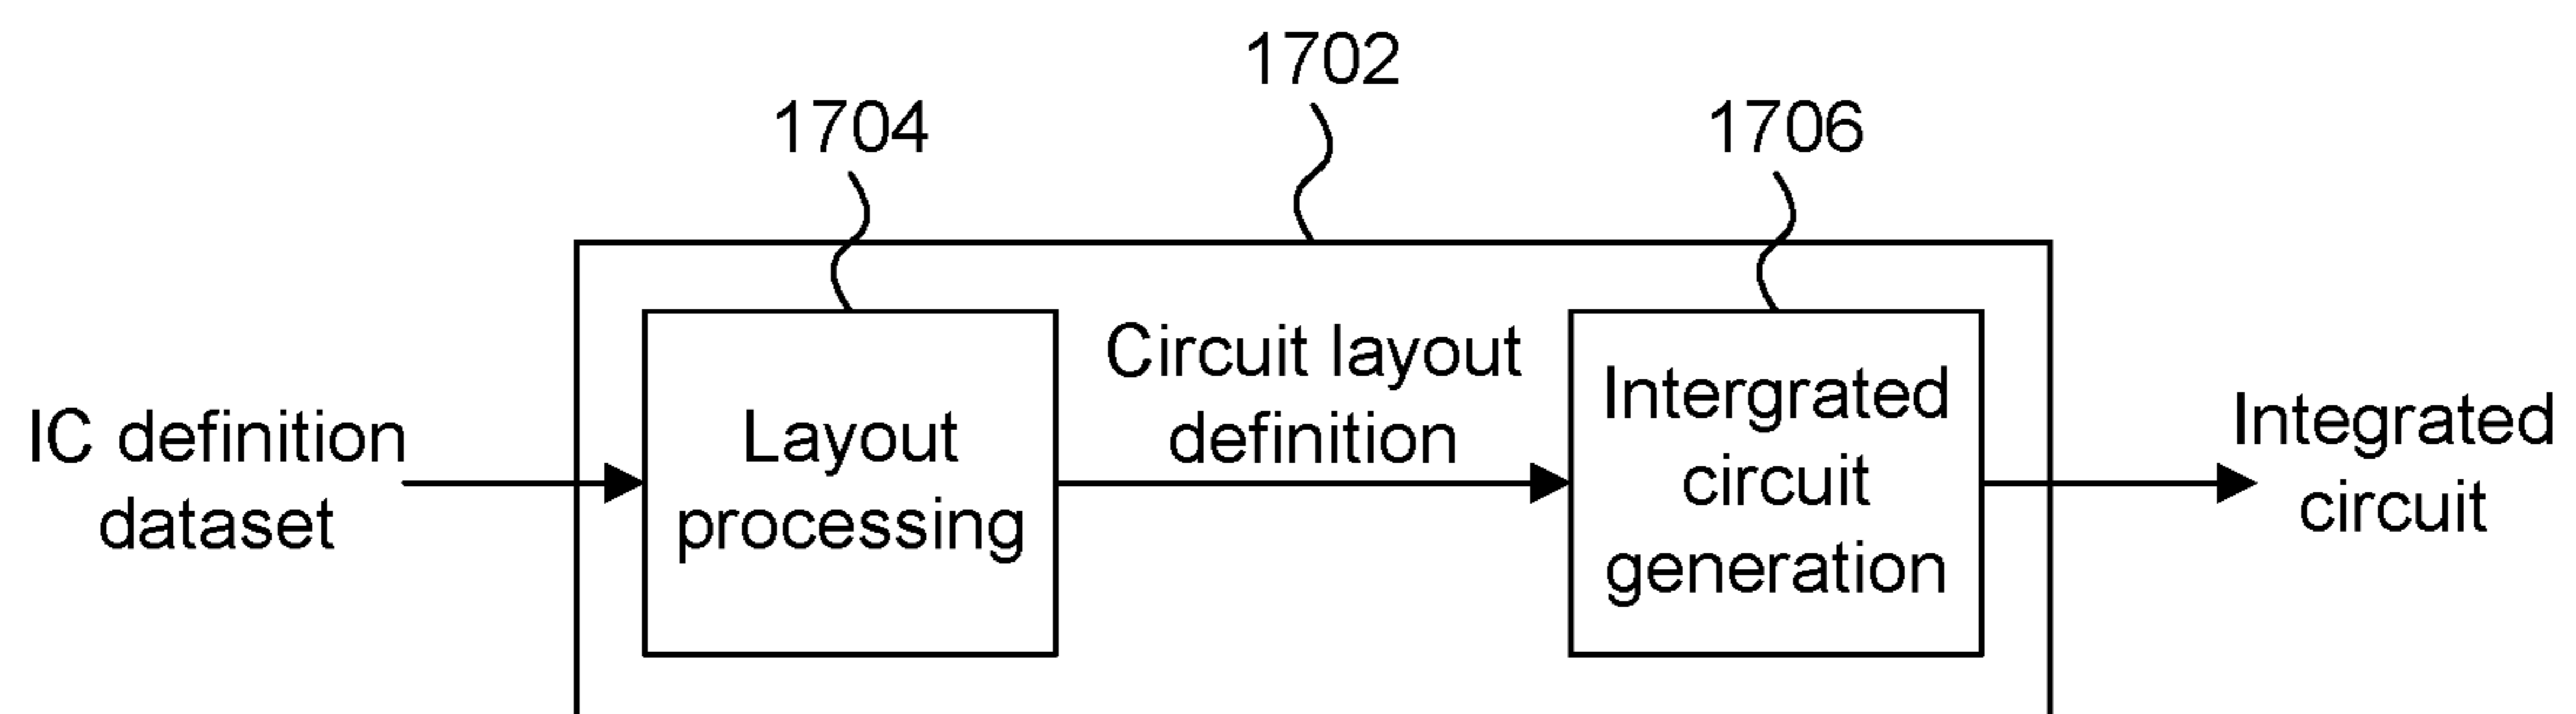 1702
1704
1706
IC definition
dataset
Layout
processing
Circuit layout
definition
Intergrated
circuit
generation
Integrated
circuit